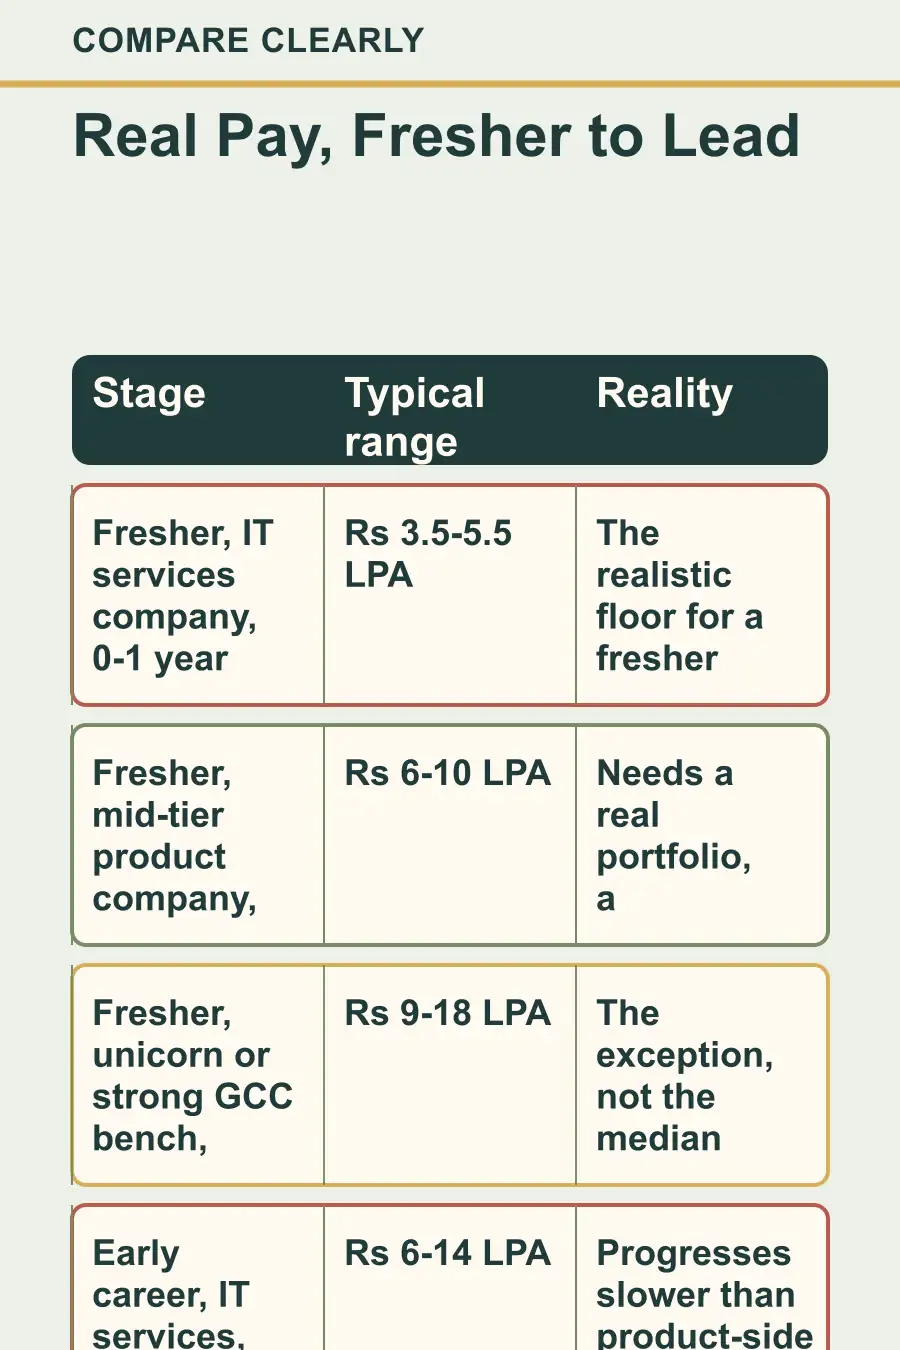 COMPARE CLEARLY
Real Pay, Fresher to Lead
Stage
Typical
range
Reality
Fresher, IT
services
company,
0-1 year
Rs 3.5-5.5
LPA
The
realistic
floor for a
fresher
Fresher,
mid-tier
product
company,
Rs 6-10 LPA
Needs a
real
portfolio,
a
Fresher,
unicorn or
strong GCC
bench,
Rs 9-18 LPA
The
exception,
not the
median
Early
career, IT
services,
Rs 6-14 LPA
Progresses
slower than
product-side